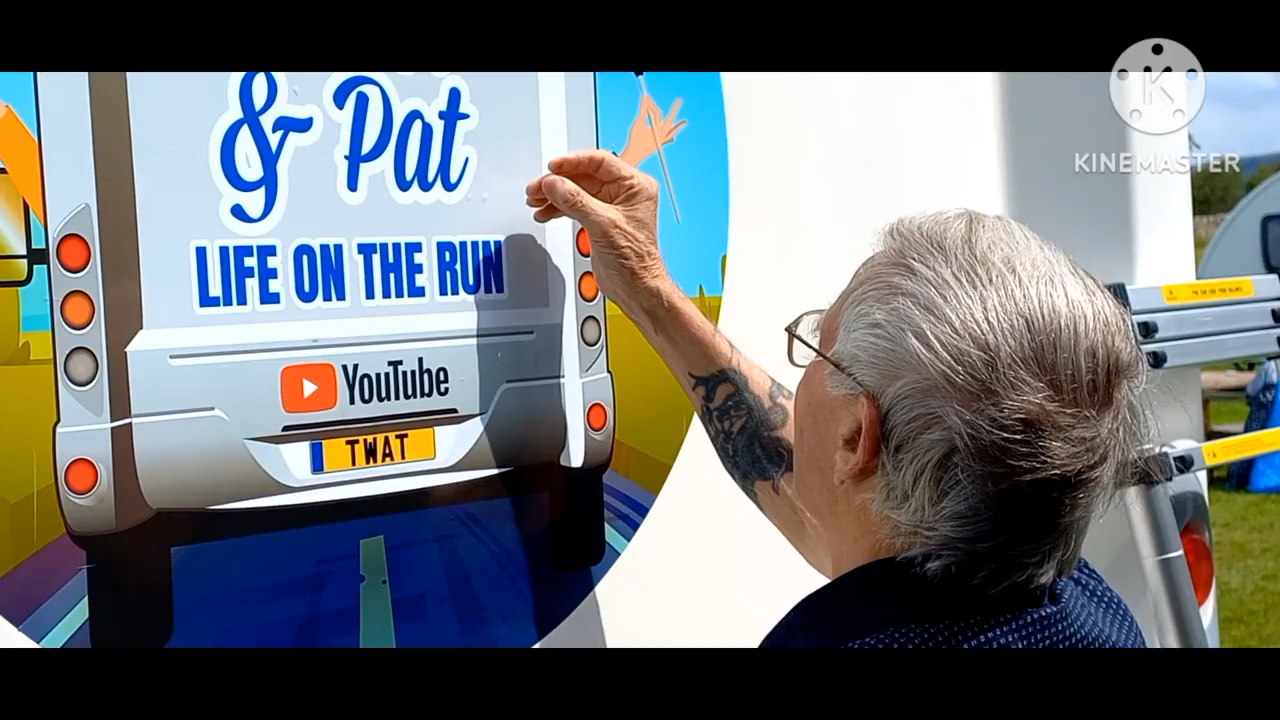 & Pat
LIFE ON THE RUN
YouTube
TWAT
K
KINEMASTER